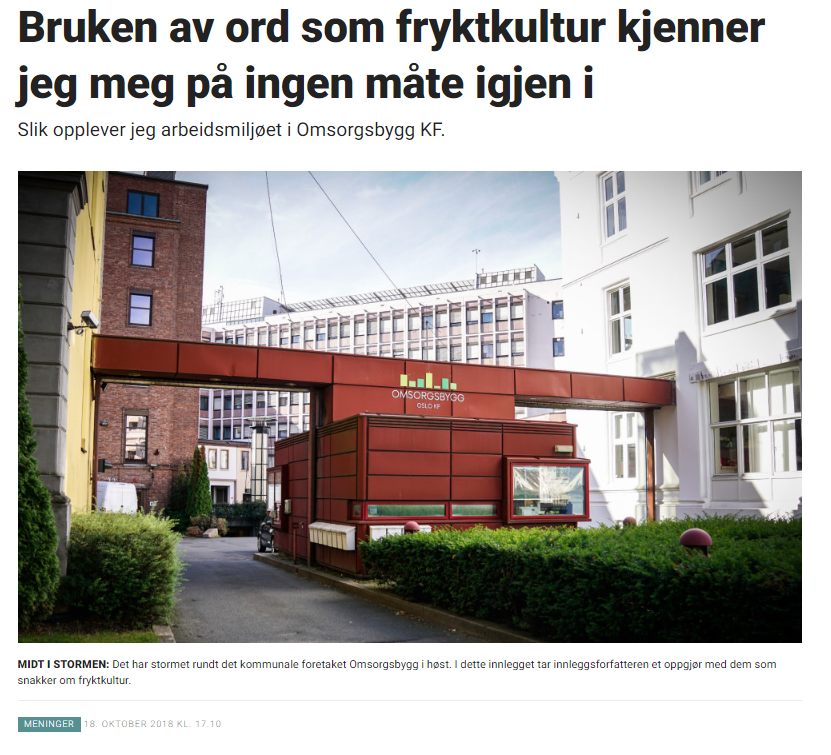 Bruken av ord som fryktkultur kjenner
jeg meg på ingen måte igjen i
Slik opplever jeg arbeidsmiljøet i Omsorgsbygg KF.
OMSORGSBYGG
OSLO KF
MIDT I STORMEN: Det har stormet rundt det kommunale foretaket Omsorgsbygg i høst. I dette innlegget tar innleggsforfatteren et oppgjør med dem som
snakker om fryktkultur.
MENINGER 18. OKTOBER 2018 KL. 17.10